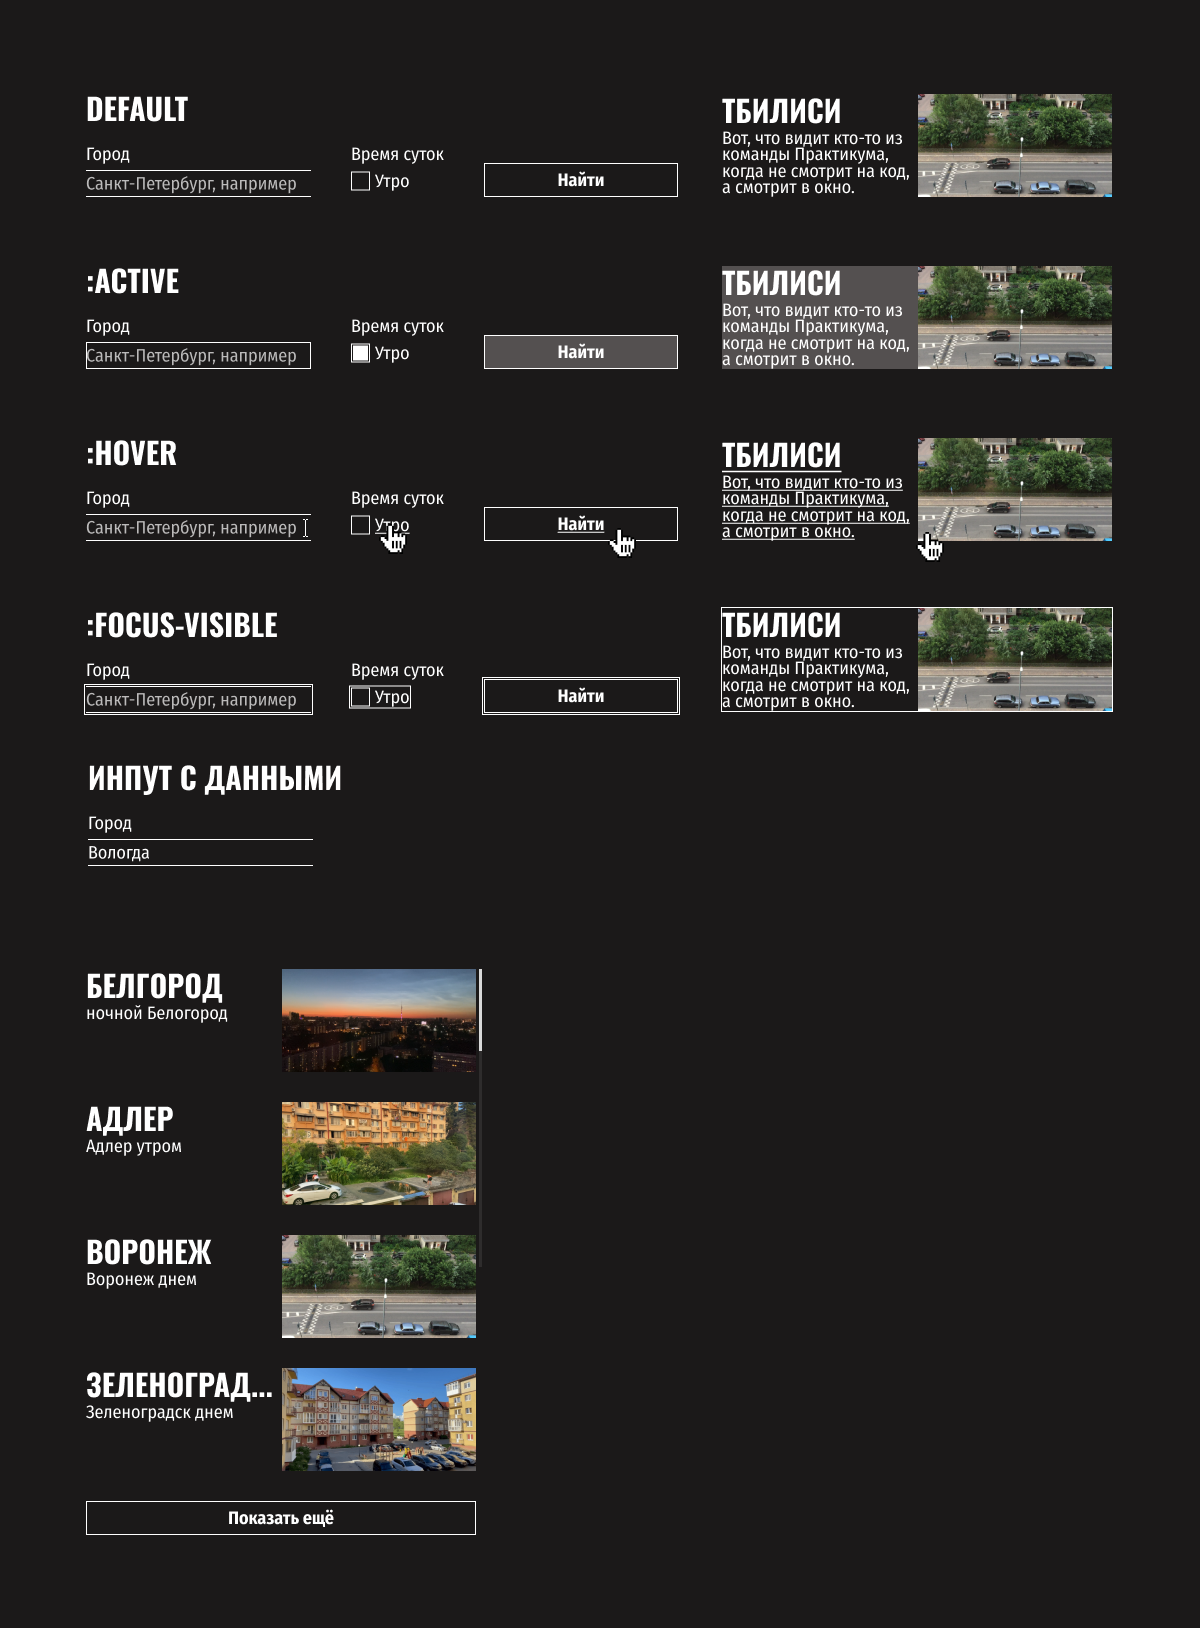 DEFAULT
Город
Санкт-Петербург, например
Время суток
Утро
Найти
ТБИЛИСИ
Вот, что видит кто-то из
команды Практикума,
когда не смотрит на код,
а смотрит в окно.
:ACTIVE
Город
Санкт-Петербург, например
Время суток
Утро
Найти
ТБИЛИСИ
Вот, что видит кто-то из
команды Практикума,
когда не смотрит на код,
а смотрит в окно.
:HOVER
Город
Санкт-Петербург, например
Время суток
Утро
Найти
ТБИЛИСИ
Вот, что видит кто-то из
команды Практикума,
когда не смотрит на код,
а смотрит в окно.
:FOCUS-VISIBLE
Город
Санкт-Петербург, например
Время суток
Утро
Найти
ТБИЛИСИ
Вот, что видит кто-то из
команды Практикума,
когда не смотрит на код,
а смотрит в окно.
ИНПУТ С ДАННЫМИ
Город
Вологда
БЕЛГОРОД
ночной Белогород
АДЛЕР
Адлер утром
ВОРОНЕЖ
Воронеж днем
ЗЕЛЕНОГРАД...
Зеленоградск днем
Показать ещё